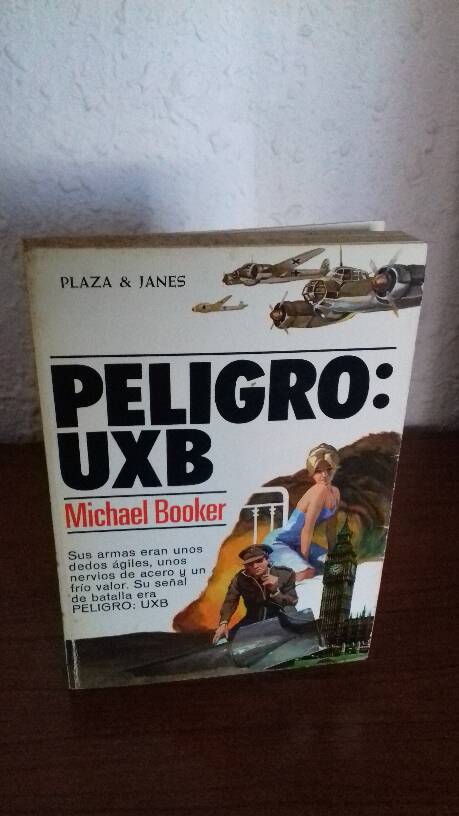 PLAZA & JANES
PELIGRO:
UXB
Michael Booker
Sus armas eran unos
dedos ágiles, unos
nervios de acero y un
frío valor. Su señal
de batalla era
PELIGRO: UXB